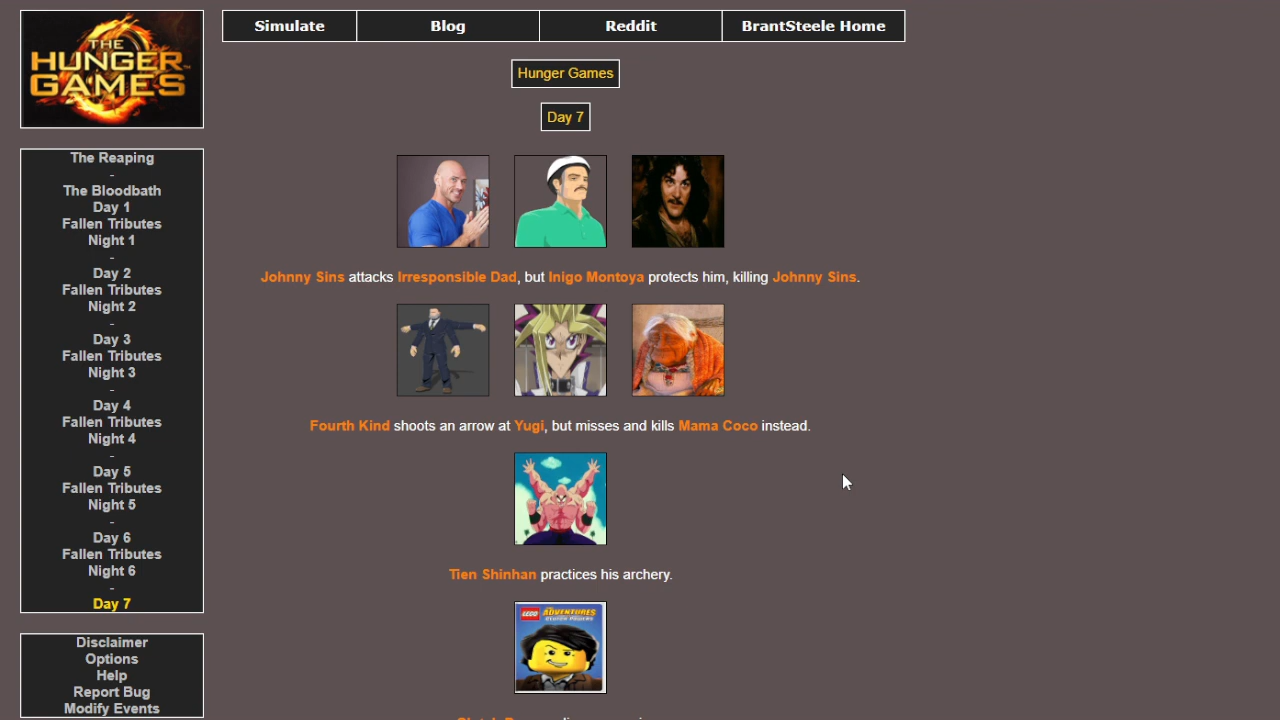 THE
HUNGER
GAMES
Simulate
Blog
Reddit
BrantSteele Home
Hunger Games
Day 7
The Reaping
-
The Bloodbath
Day 1
Fallen Tributes
Night 1
-
Day 2
Fallen Tributes
Night 2
-
Day 3
Fallen Tributes
Night 3
-
Day 4
Fallen Tributes
Night 4
-
Day 5
Fallen Tributes
Night 5
-
Day 6
Fallen Tributes
Night 6
-
Day 7
Disclaimer
Options
Help
Report Bug
Modify Events
Johnny Sins attacks Irresponsible Dad, but Inigo Montoya protects him, killing Johnny Sins.
Fourth Kind shoots an arrow at Yugi, but misses and kills Mama Coco instead.
Tien Shinhan practices his archery.
LEGO
ADVENTURES